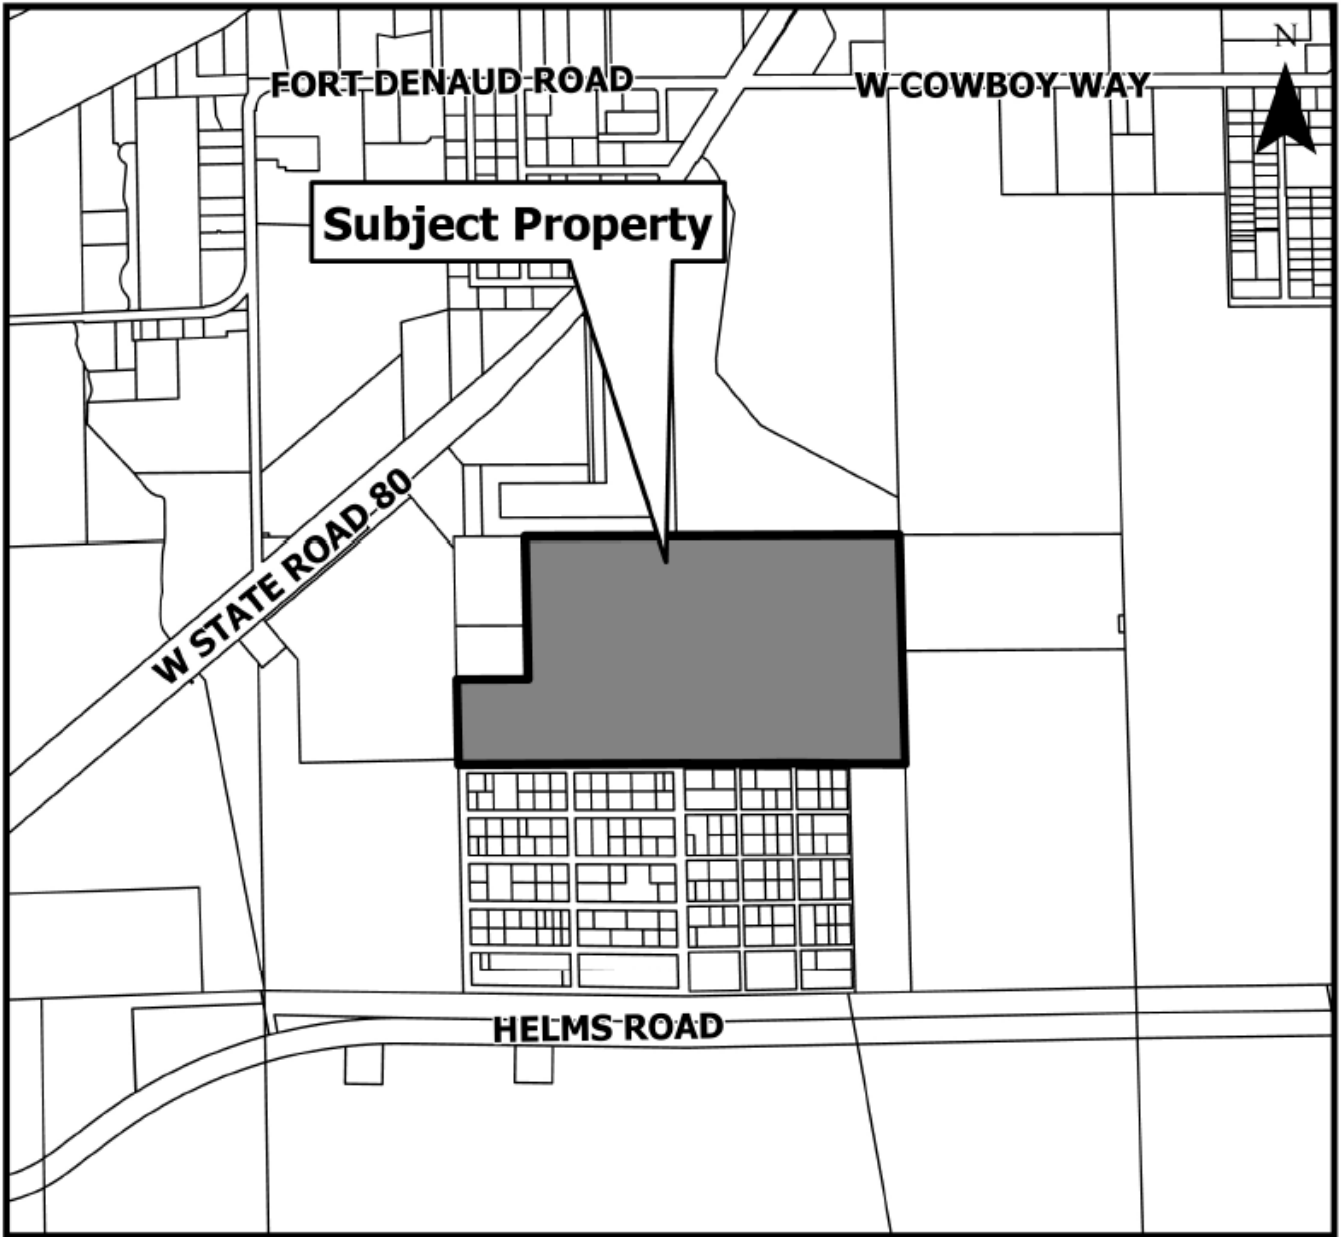 N
FORT DENAUD ROAD
W COWBOY WAY
Subject Property
W STATE ROAD 80
HELMS ROAD